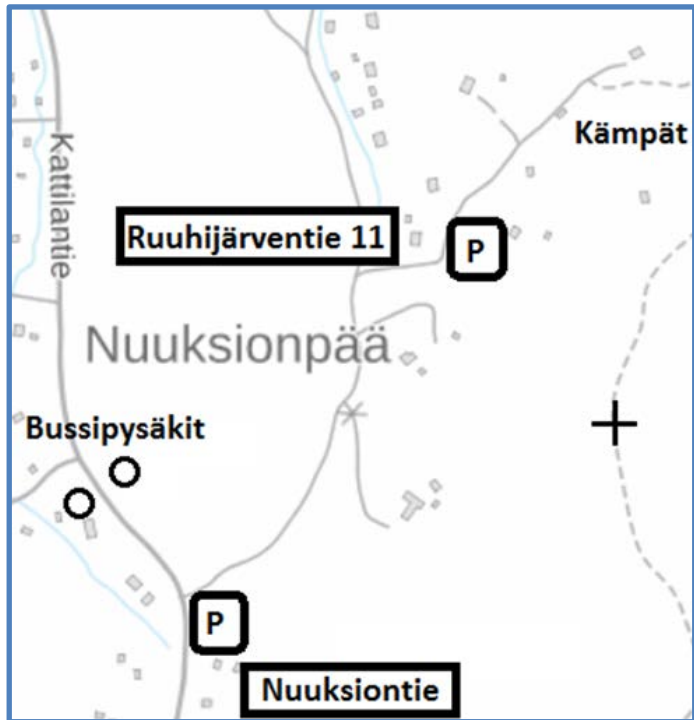 Kämpät
Kattilantie
Ruuhijärventie 11
P
Nuuksionpää
Bussipysäkit
P
Nuuksiontie